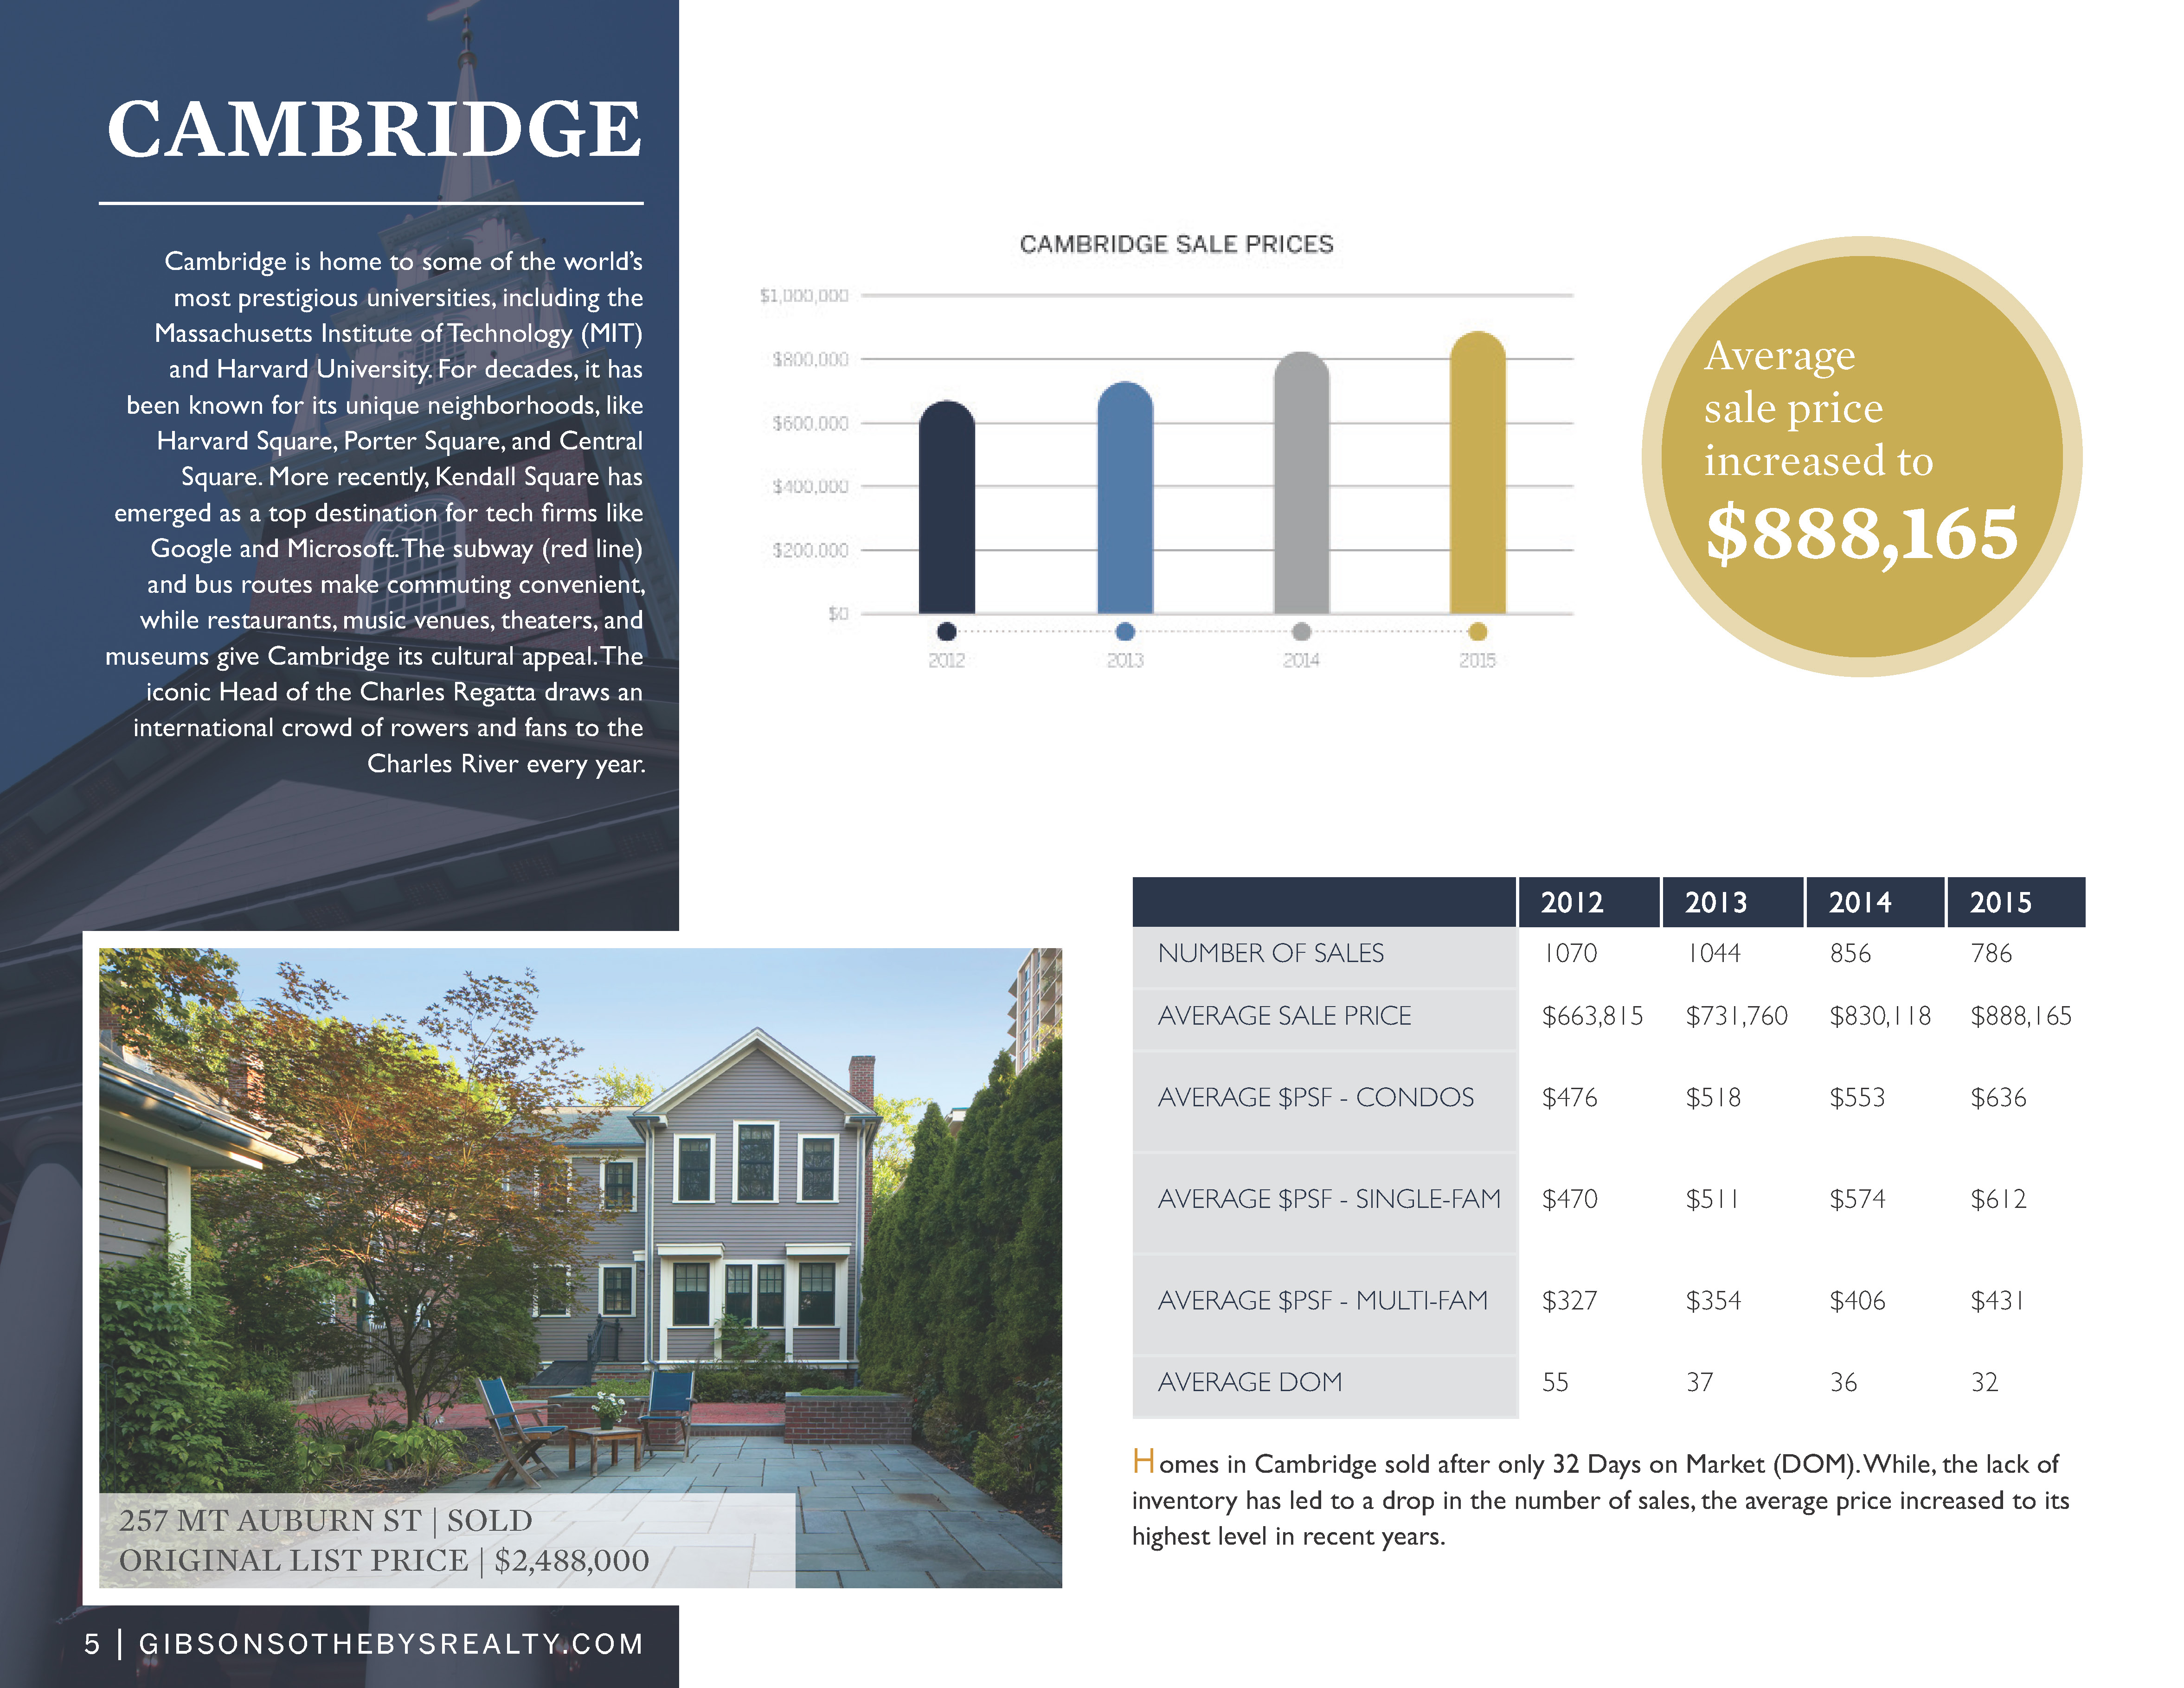 CAMBRIDGE
Cambridge is home to some of the world's
most prestigious universities, including the
Massachusetts Institute of Technology (MIT)
and Harvard University. For decades, it has
been known for its unique neighborhoods, like
Harvard Square, Porter Square, and Central
Square. More recently, Kendall Square has
emerged as a top destination for tech firms like
Google and Microsoft. The subway (red line)
and bus routes make commuting convenient,
while restaurants, music venues, theaters, and
museums give Cambridge its cultural appeal. The
iconic Head of the Charles Regatta draws an
international crowd of rowers and fans to the
Charles River every year.
CAMBRIDGE SALE PRICES
$1,000,000
$800,000
$600,000
$400,000
$200,000
$0
2012 2013 2014 2015
Average
sale price
increased to
$888,165
2012 2013 2014 2015
NUMBER OF SALES 1070 1044 856 786
AVERAGE SALE PRICE $663,815 $731,760 $830,118 $888,165
AVERAGE $PSF - CONDOS $476 $518 $553 $636
AVERAGE $PSF - SINGLE-FAM $470 $511 $574 $612
AVERAGE $PSF - MULTI-FAM $327 $354 $406 $431
AVERAGE DOM 55 37 36 32
Homes in Cambridge sold after only 32 Days on Market (DOM). While, the lack of
inventory has led to a drop in the number of sales, the average price increased to its
highest level in recent years.
257 MT AUBURN ST | SOLD
ORIGINAL LIST PRICE | $2,488,000
5 | GIBSONSOTHEBYSREALTY.COM